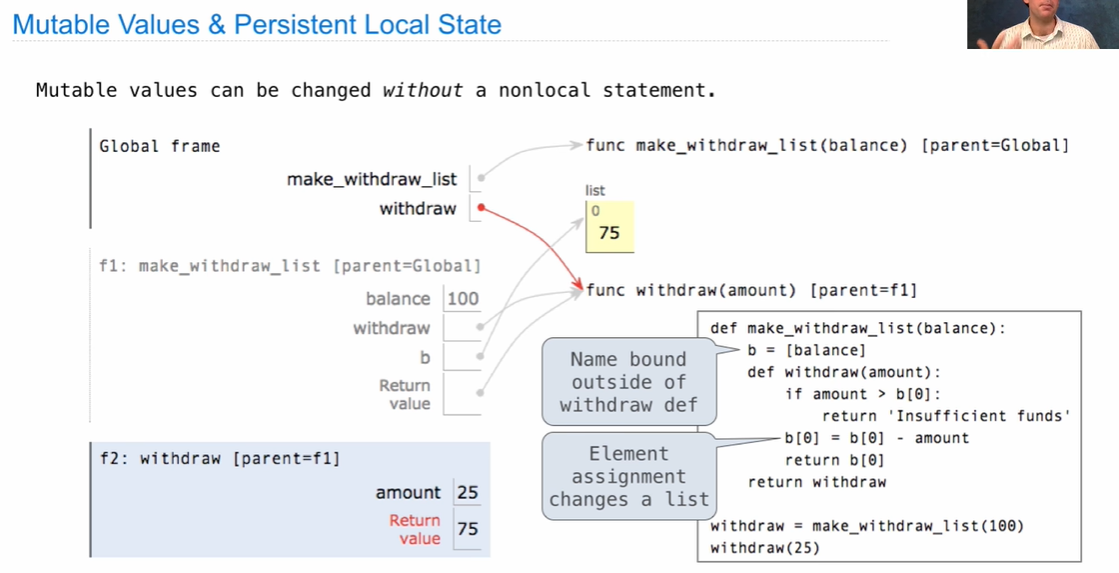 Mutable Values & Persistent Local State
Mutable values can be changed without a nonlocal statement.
Global frame
make_withdraw_list
withdraw
func make_withdraw_list(balance) [parent=Global]
list
0
75
f1: make_withdraw_list [parent=Global]
balance 100
withdraw
b
Return
value
func withdraw(amount) [parent=f1]
f2: withdraw [parent=f1]
amount 25
Return
value 75
Name bound
outside of
withdraw def
Element
assignment
changes a list
def make_withdraw_list(balance):
    b = [balance]
    def withdraw(amount):
        if amount > b[0]:
            return 'Insufficient funds'
        b[0] = b[0] - amount
        return b[0]
    return withdraw
withdraw = make_withdraw_list(100)
withdraw(25)